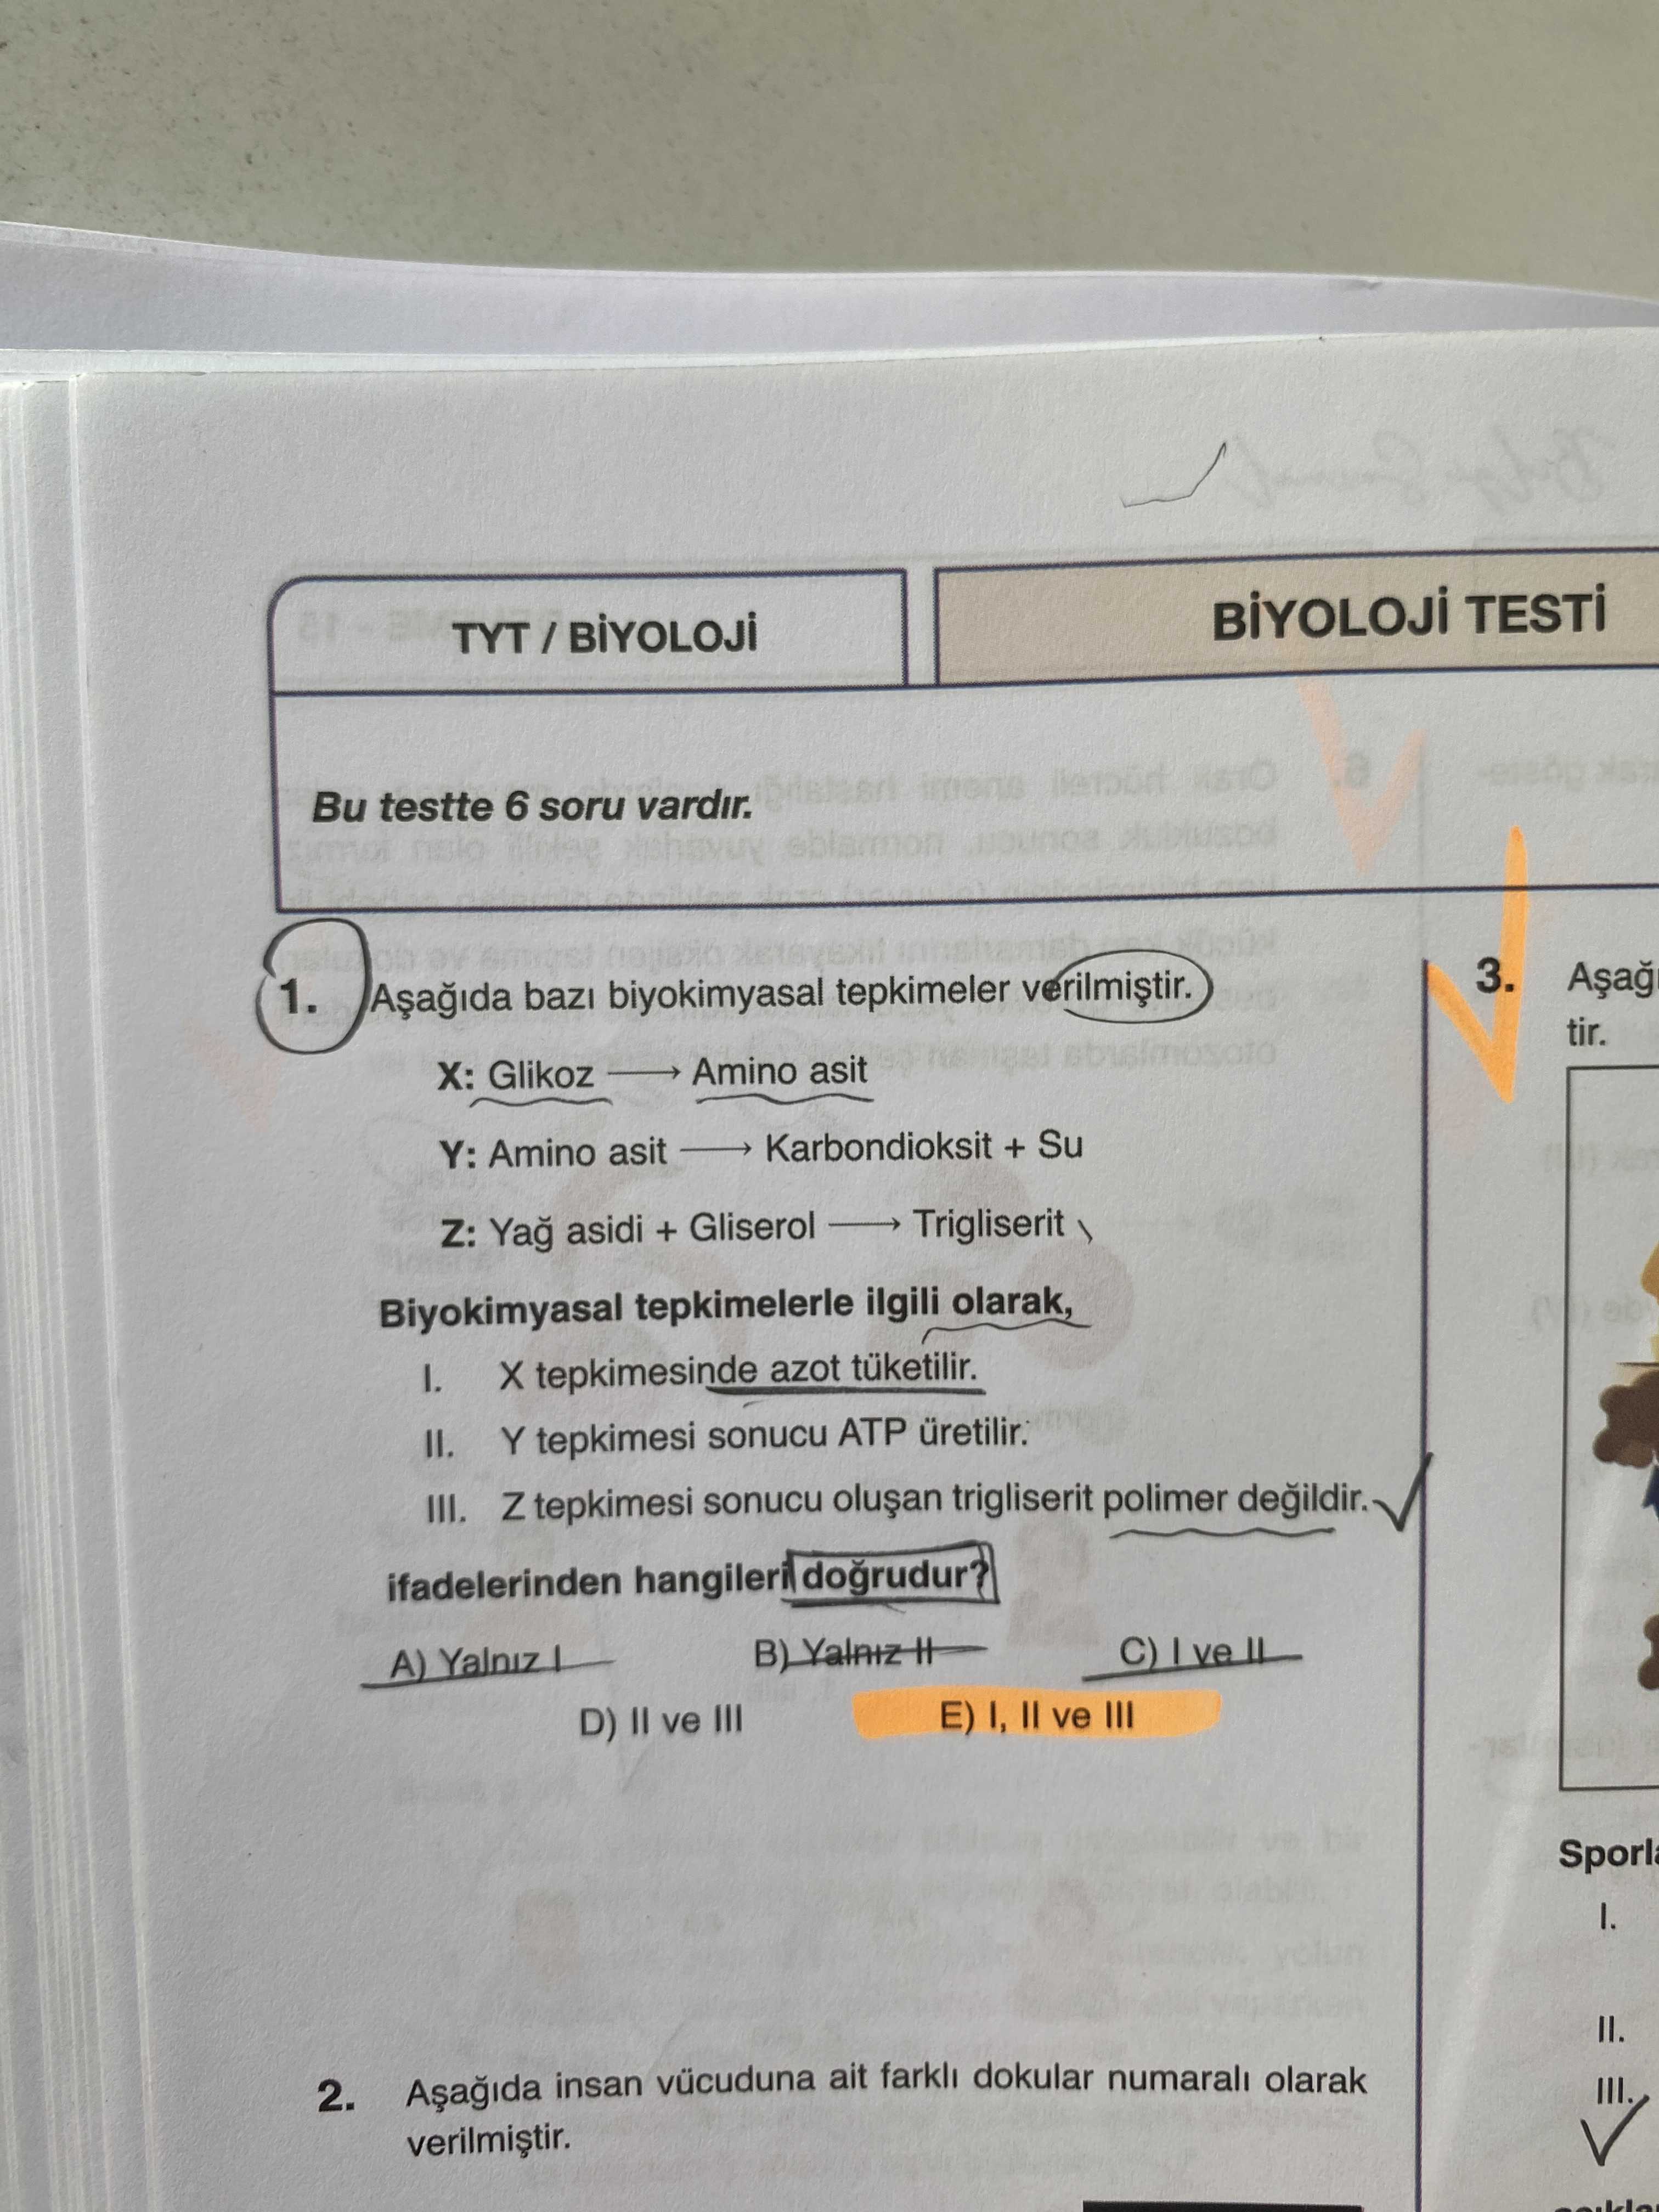 TYT / BİYOLOJİ
BİYOLOJİ TESTİ
Bu testte 6 soru vardır.
1. Aşağıda bazı biyokimyasal tepkimeler verilmiştir.
X: Glikoz ⟶ Amino asit
Y: Amino asit ⟶ Karbondioksit + Su
Z: Yağ asidi + Gliserol ⟶ Trigliserit
Biyokimyasal tepkimelerle ilgili olarak,
I. X tepkimesinde azot tüketilir.
II. Y tepkimesi sonucu ATP üretilir.
III. Z tepkimesi sonucu oluşan trigliserit polimer değildir.
ifadelerinden hangileri doğrudur?
A) Yalnız I B) Yalnız II C) I ve II
D) II ve III E) I, II ve III
2. Aşağıda insan vücuduna ait farklı dokular numaralı olarak
verilmiştir.
3.
tir.
I.
II.
III.